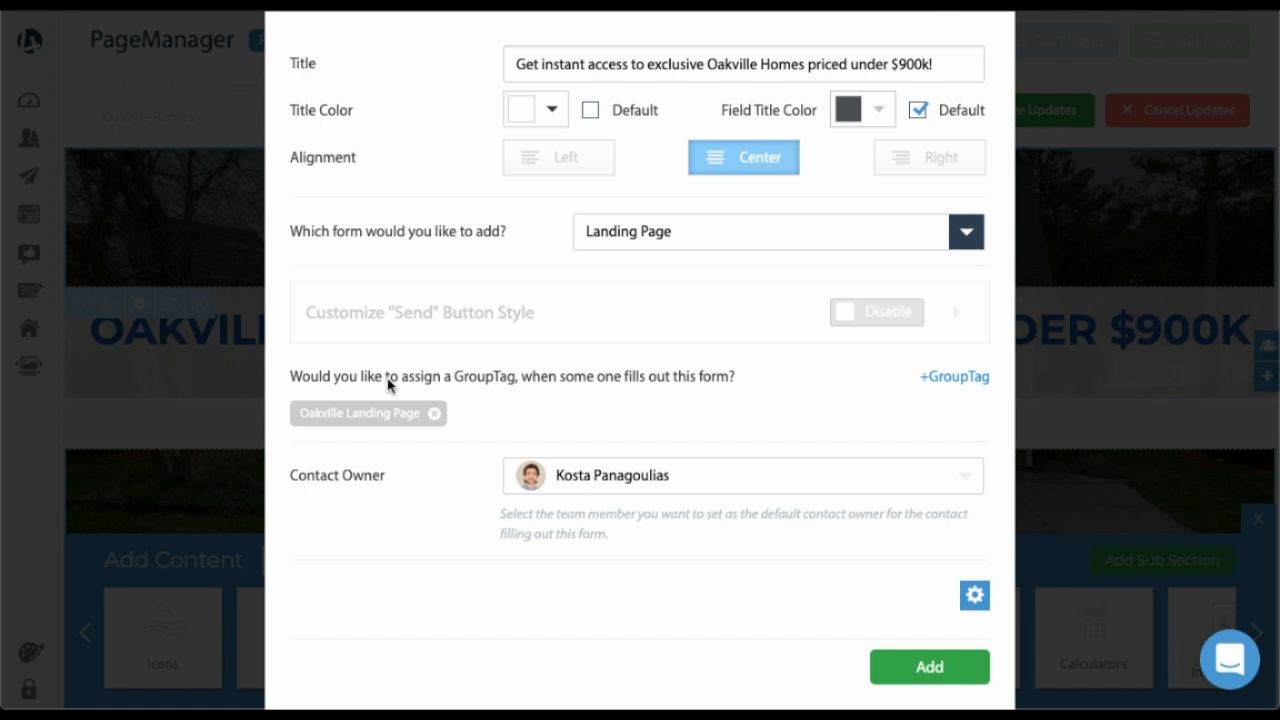 PageManager
Title
Get instant access to exclusive Oakville Homes priced under $900k!
Title Color
Default
Field Title Color
Default
Updates
Cancel Updates
Oakville Replica
Alignment
Left
Center
Right
Which form would you like to add?
Landing Page
Customize "Send" Button Style
Disable
OAKVILL
DER $900K
Would you like to assign a GroupTag, when some one fills out this form?
+GroupTag
Oakville Landing Page
Contact Owner
Kosta Panagoulias
Select the team member you want to set as the default contact owner for the contact
filling out this form.
Add Content
Add Sub Section
Icons
Calculators
Add